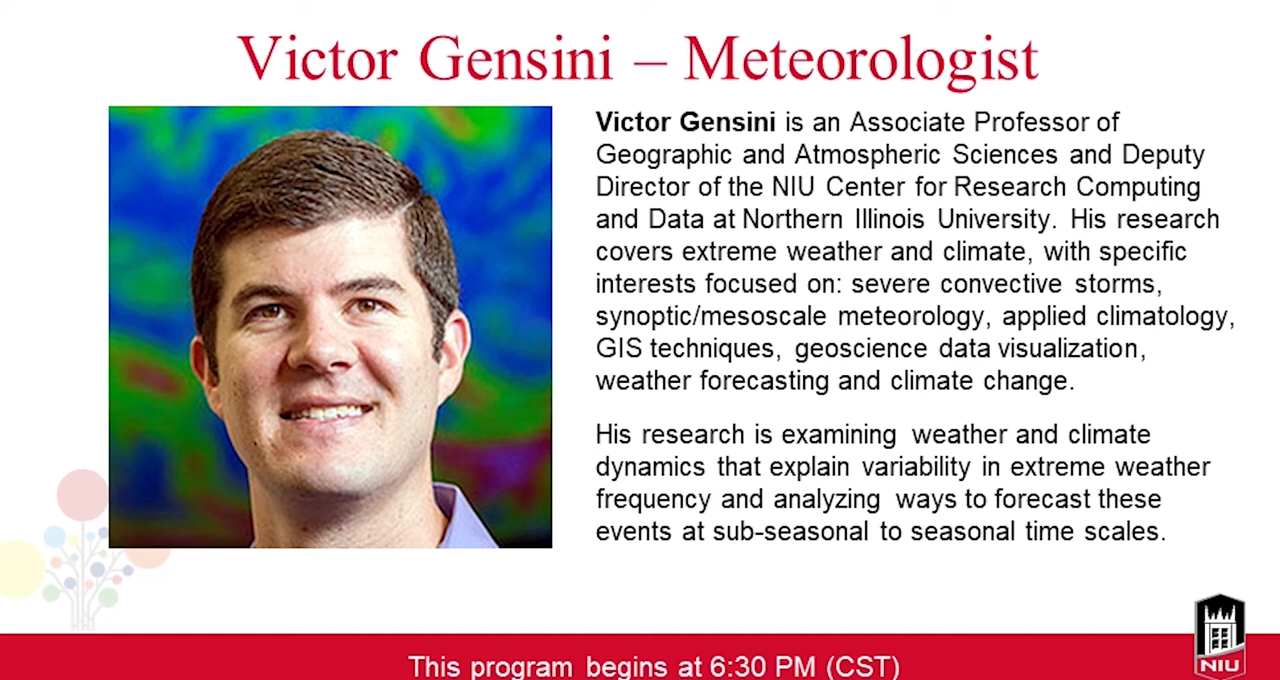 Victor Gensini – Meteorologist
Victor Gensini is an Associate Professor of
Geographic and Atmospheric Sciences and Deputy
Director of the NIU Center for Research Computing
and Data at Northern Illinois University. His research
covers extreme weather and climate, with specific
interests focused on: severe convective storms,
synoptic/mesoscale meteorology, applied climatology,
GIS techniques, geoscience data visualization,
weather forecasting and climate change.
His research is examining weather and climate
dynamics that explain variability in extreme weather
frequency and analyzing ways to forecast these
events at sub-seasonal to seasonal time scales.
This program begins at 6:30 PM (CST)
NIU